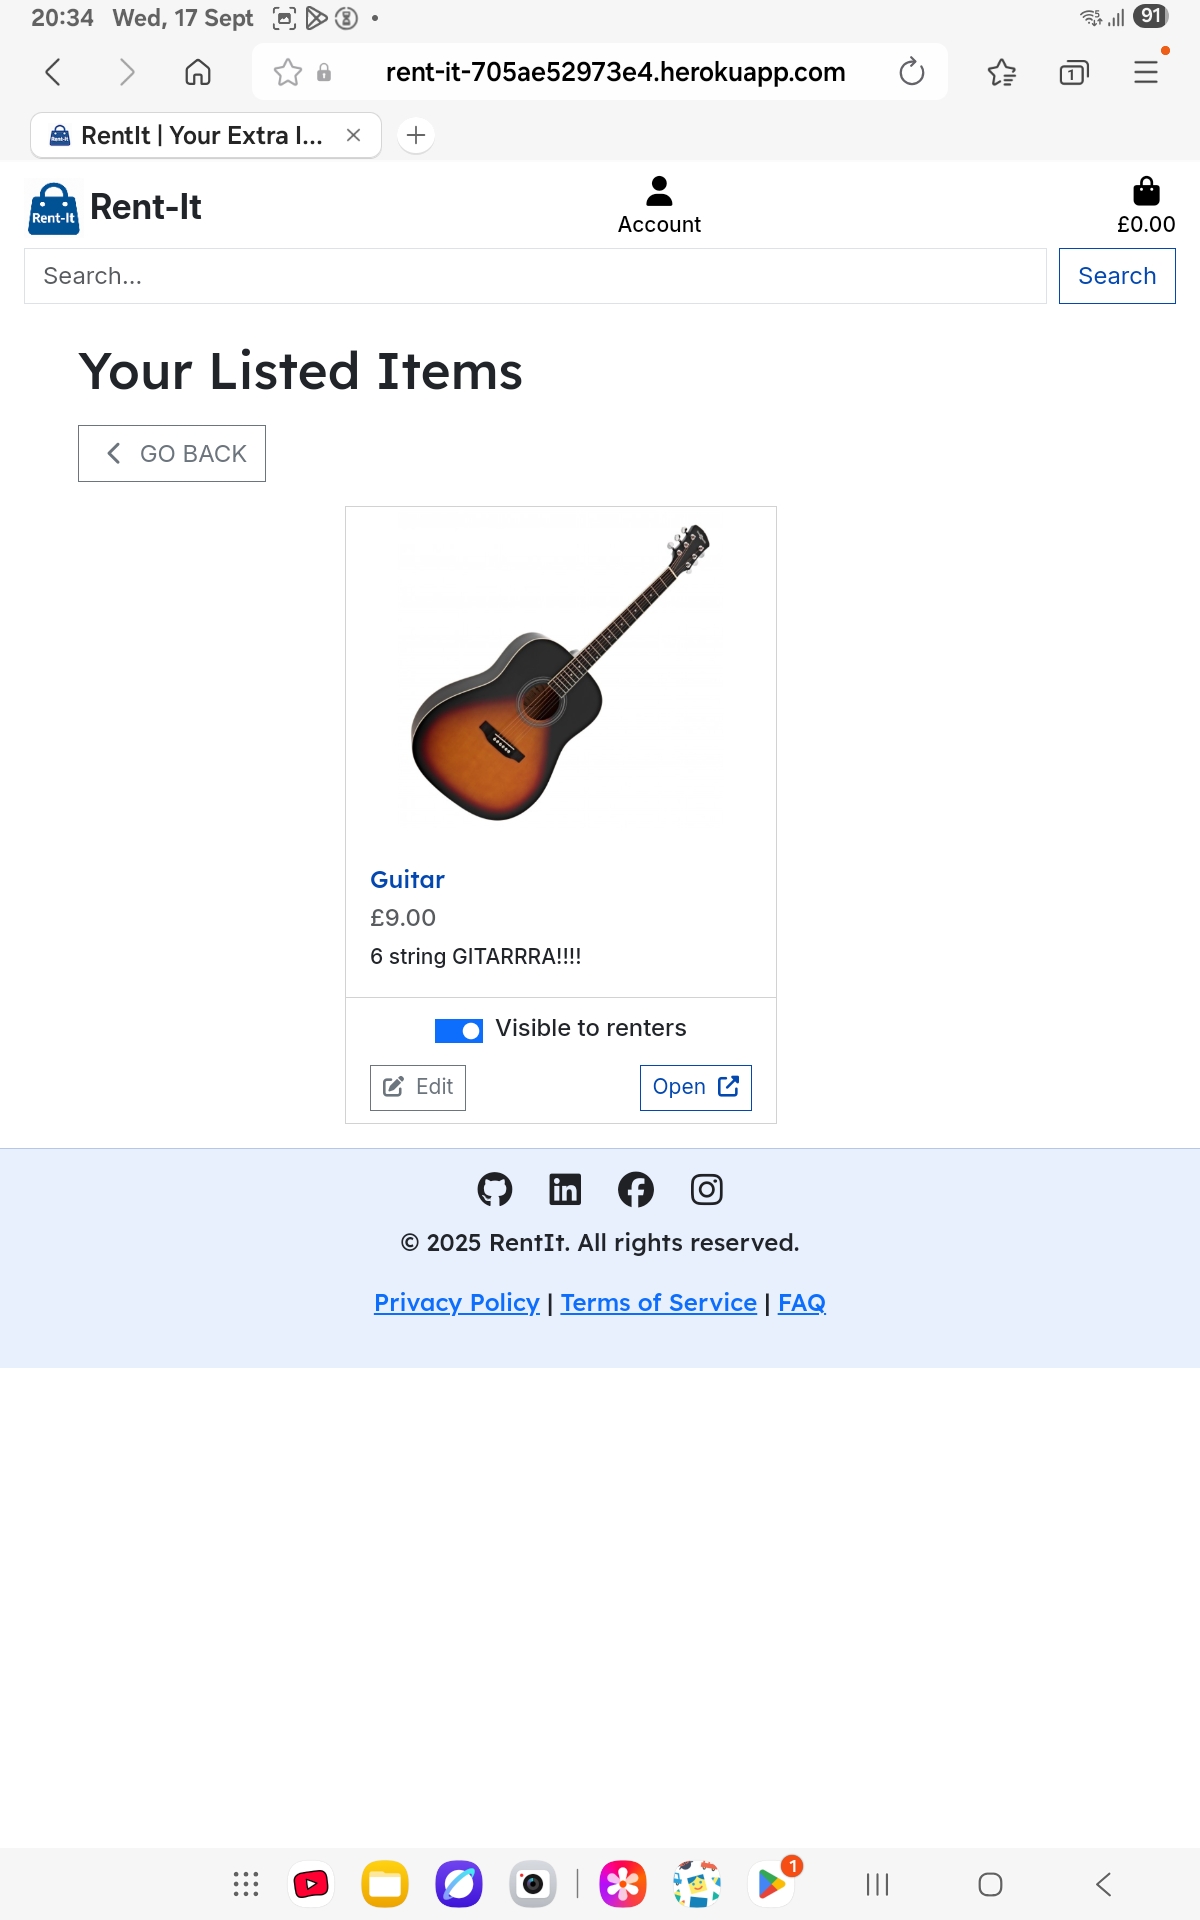 20:34 Wed, 17 Sept
91
rent-it-705ae52973e4.herokuapp.com
1
RentIt | Your Extra I...
Rent-It Rent-It
Account
£0.00
Search...
Search
Your Listed Items
GO BACK
Guitar
£9.00
6 string GITARRRA!!!!
Visible to renters
Edit
Open
© 2025 RentIt. All rights reserved.
Privacy Policy | Terms of Service | FAQ
1